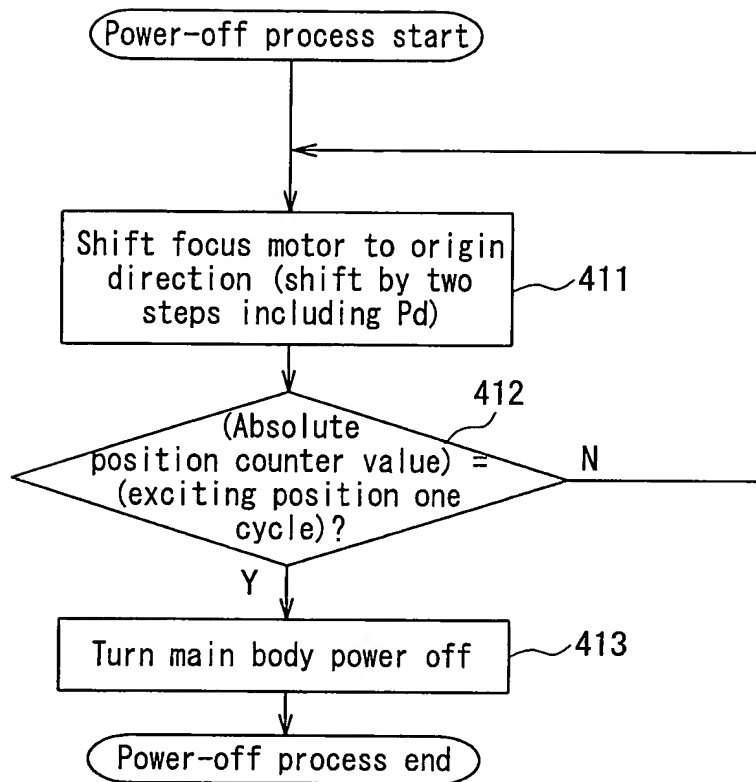 Power-off process start
Shift focus motor to origin
direction (shift by two
steps including Pd)
411
412
(Absolute
position counter value) =
(exciting position one
cycle)?
N
Y
Turn main body power off
413
Power-off process end